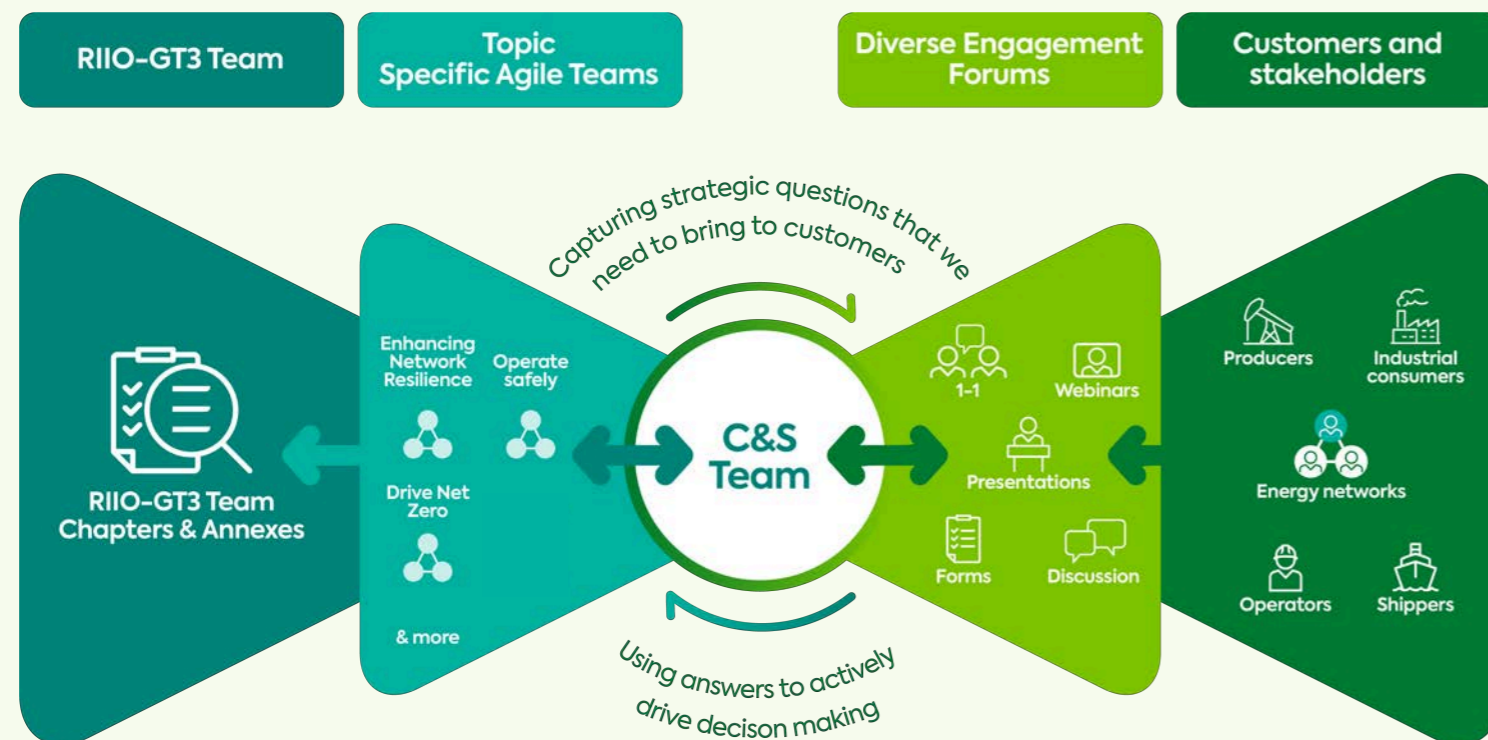 RIIO-GT3 Team
Topic
Specific Agile Teams
Diverse Engagement
Forums
Customers and
stakeholders
Capturing strategic questions that we
need to bring to customers
RIIO-GT3 Team
Chapters & Annexes
Enhancing
Network
Resilience
Operate
safely
Drive Net
Zero
& more
C&S
Team
1-1
Webinars
Presentations
Forms
Discussion
Producers
Industrial
consumers
Energy networks
Operators
Shippers
Using answers to actively
drive decison making